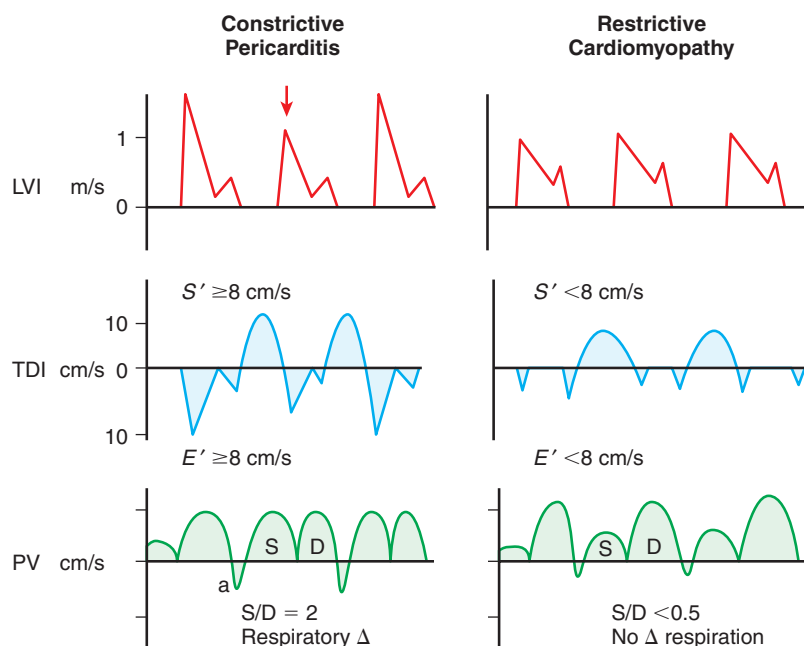 Constrictive
Pericarditis
Restrictive
Cardiomyopathy
LVI m/s
1
0
S′ ≥8 cm/s
S′ <8 cm/s
TDI cm/s
10
0
10
E′ ≥8 cm/s
E′ <8 cm/s
PV cm/s
S D
a
S D
S/D = 2
Respiratory Δ
S/D <0.5
No Δ respiration